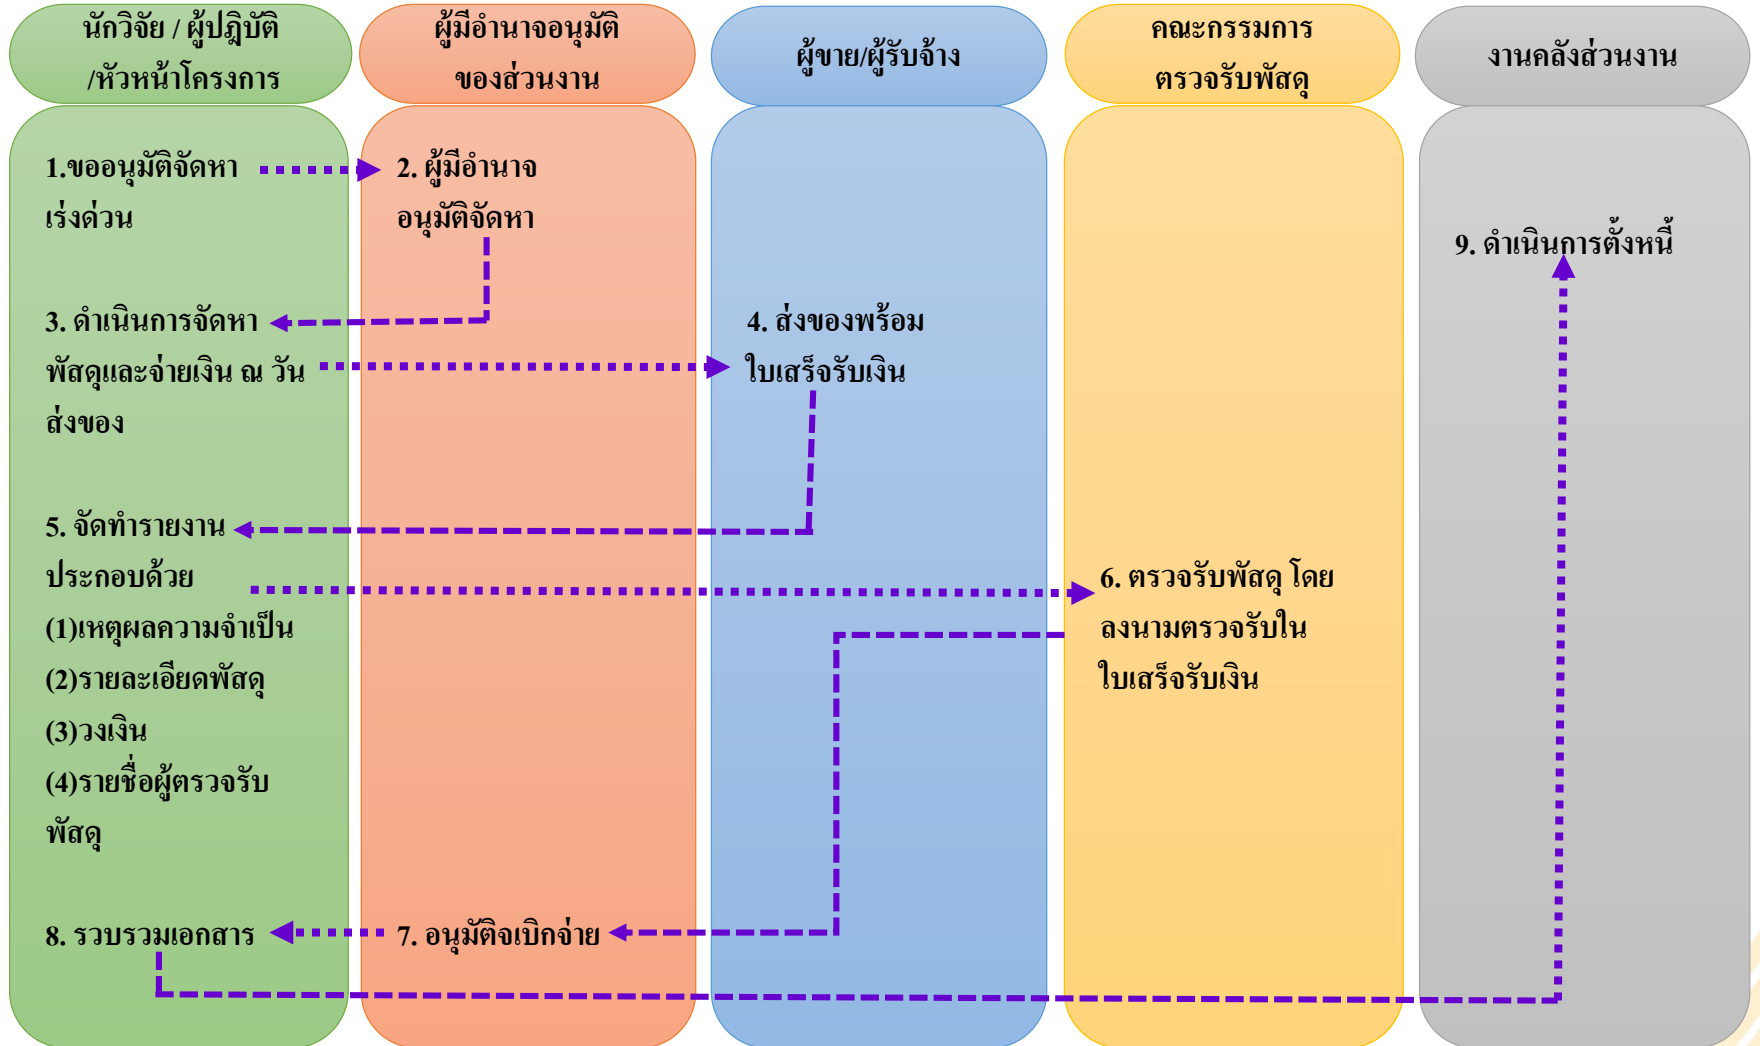 นักวิจัย / ผู้ปฎิบัติ
/หัวหน้าโครงการ
ผู้มีอำนาจอนุมัติ
ของส่วนงาน
ผู้ขาย/ผู้รับจ้าง
คณะกรรมการ
ตรวจรับพัสดุ
งานคลังส่วนงาน
1.ขออนุมัติจัดหา
เร่งด่วน
2. ผู้มีอำนาจ
อนุมัติจัดหา
3. ดำเนินการจัดหา
พัสดุและจ่ายเงิน ณ วัน
ส่งของ
4. ส่งของพร้อม
ใบเสร็จรับเงิน
5. จัดทำรายงาน
ประกอบด้วย
(1)เหตุผลความจำเป็น
(2)รายละเอียดพัสดุ
(3)วงเงิน
(4)รายชื่อผู้ตรวจรับ
พัสดุ
6. ตรวจรับพัสดุ โดย
ลงนามตรวจรับใน
ใบเสร็จรับเงิน
7. อนุมัติจเบิกจ่าย
8. รวบรวมเอกสาร
9. ดำเนินการตั้งหนี้